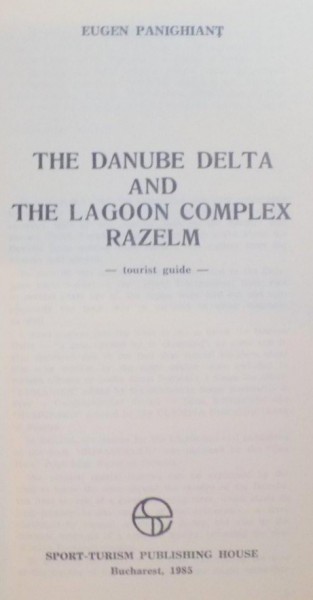 EUGEN PANIGHIANȚ
THE DANUBE DELTA
AND
THE LAGOON COMPLEX
RAZELM
— tourist guide —
SPORT-TURISM PUBLISHING HOUSE
Bucharest, 1985